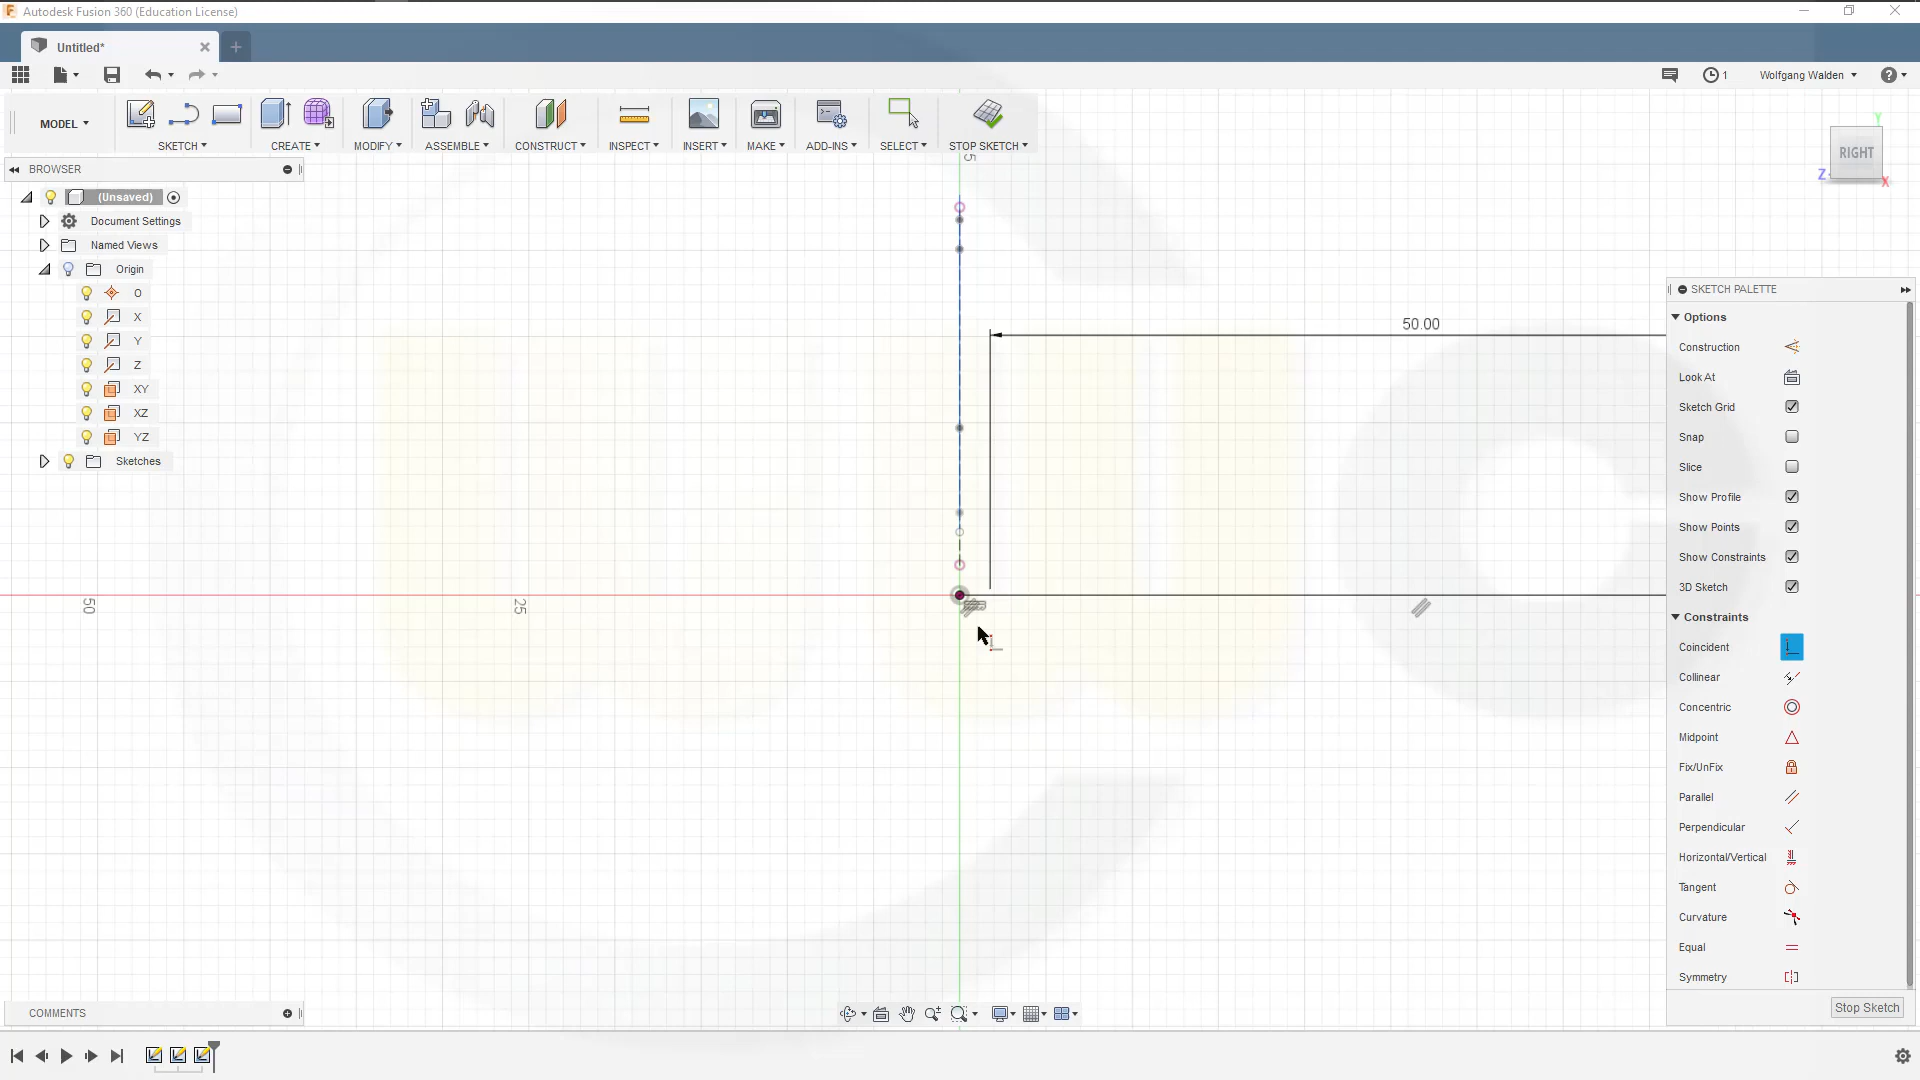 Autodesk Fusion 360 (Education License)
Untitled*
1
Wolfgang Walden
MODEL
SKETCH
CREATE
MODIFY
ASSEMBLE
CONSTRUCT
INSPECT
INSERT
MAKE
ADD-INS
SELECT
STOP SKETCH
BROWSER
(Unsaved)
Document Settings
Named Views
Origin
O
X
Y
Z
XY
XZ
YZ
Sketches
5
50.00
50
25
Y
RIGHT
Z
X
SKETCH PALETTE
Options
Construction
Look At
Sketch Grid
Snap
Slice
Show Profile
Show Points
Show Constraints
3D Sketch
Constraints
Coincident
Collinear
Concentric
Midpoint
Fix/UnFix
Parallel
Perpendicular
Horizontal/Vertical
Tangent
Curvature
Equal
Symmetry
Stop Sketch
COMMENTS